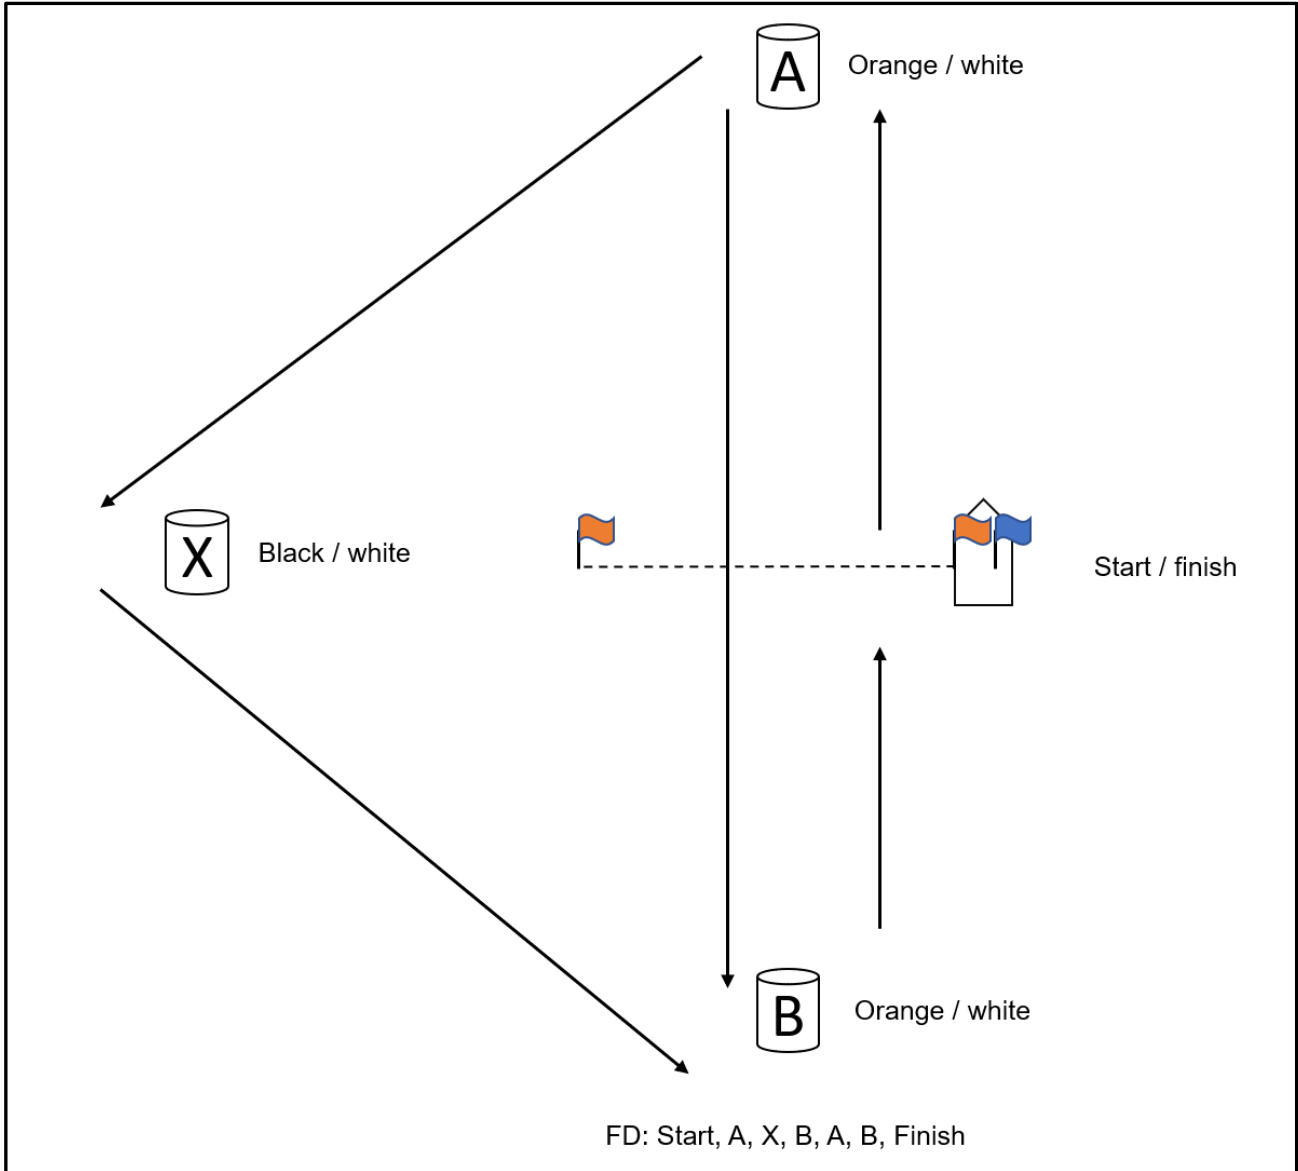 A
Orange / white
X
Black / white
Start / finish
B
Orange / white
FD: Start, A, X, B, A, B, Finish